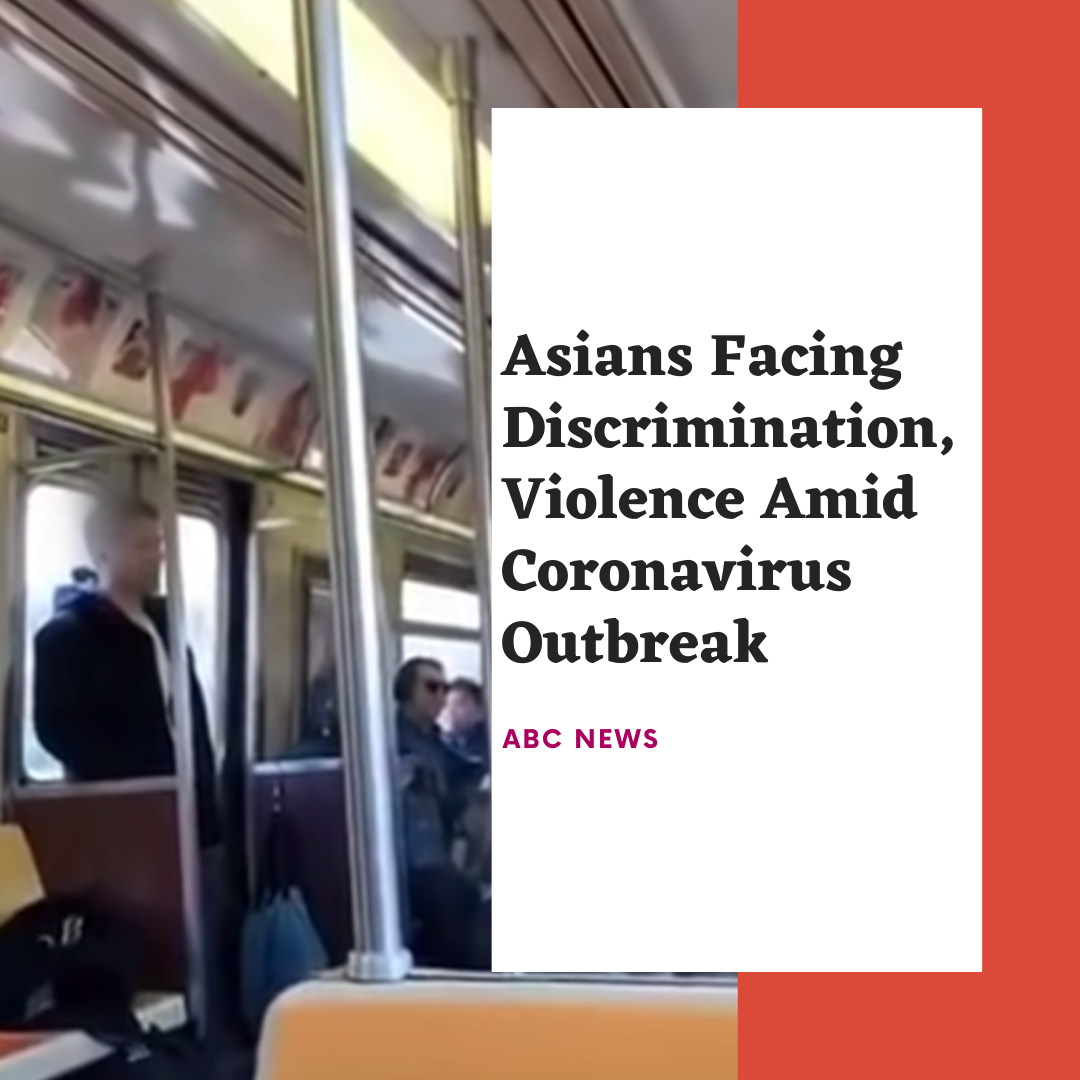 Asians Facing
Discrimination,
Violence Amid
Coronavirus
Outbreak
ABC NEWS